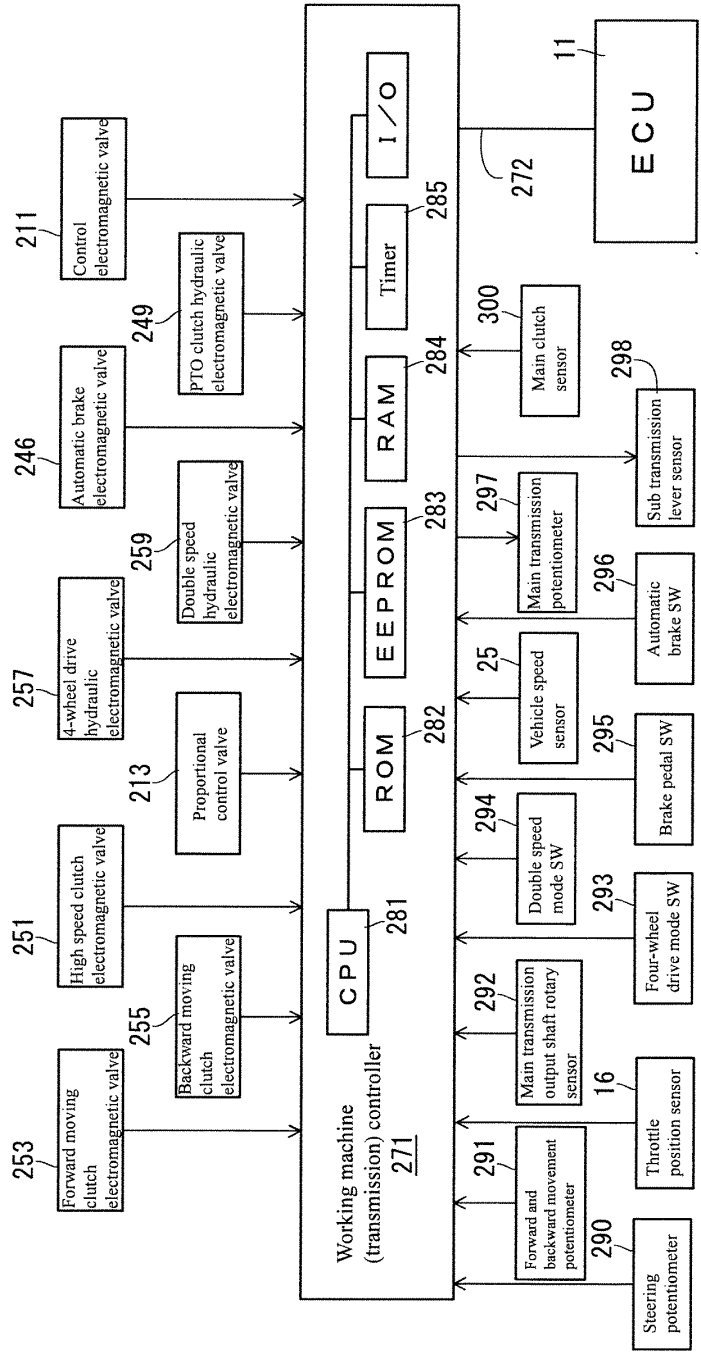 253
Forward moving
clutch
electromagnetic valve
255
Backward moving
clutch
electromagnetic valve
251
High speed clutch
electromagnetic valve
213
Proportional
control valve
257
4-wheel drive
hydraulic
electromagnetic valve
259
Double speed
hydraulic
electromagnetic valve
246
Automatic brake
electromagnetic valve
249
PTO clutch hydraulic
electromagnetic valve
211
Control
electromagnetic valve
Working machine
(transmission) controller
271
CPU
281
ROM
282
EEPROM
283
RAM
284
Timer
285
I/O
290
Steering
potentiometer
291
Forward and
backward movement
potentiometer
16
Throttle
position sensor
292
Main transmission
output shaft rotary
sensor
293
Four-wheel
drive mode SW
294
Double speed
mode SW
295
Brake pedal SW
25
Vehicle speed
sensor
296
Automatic
brake SW
297
Main transmission
potentiometer
298
Sub transmission
lever sensor
300
Main clutch
sensor
272
11
ECU